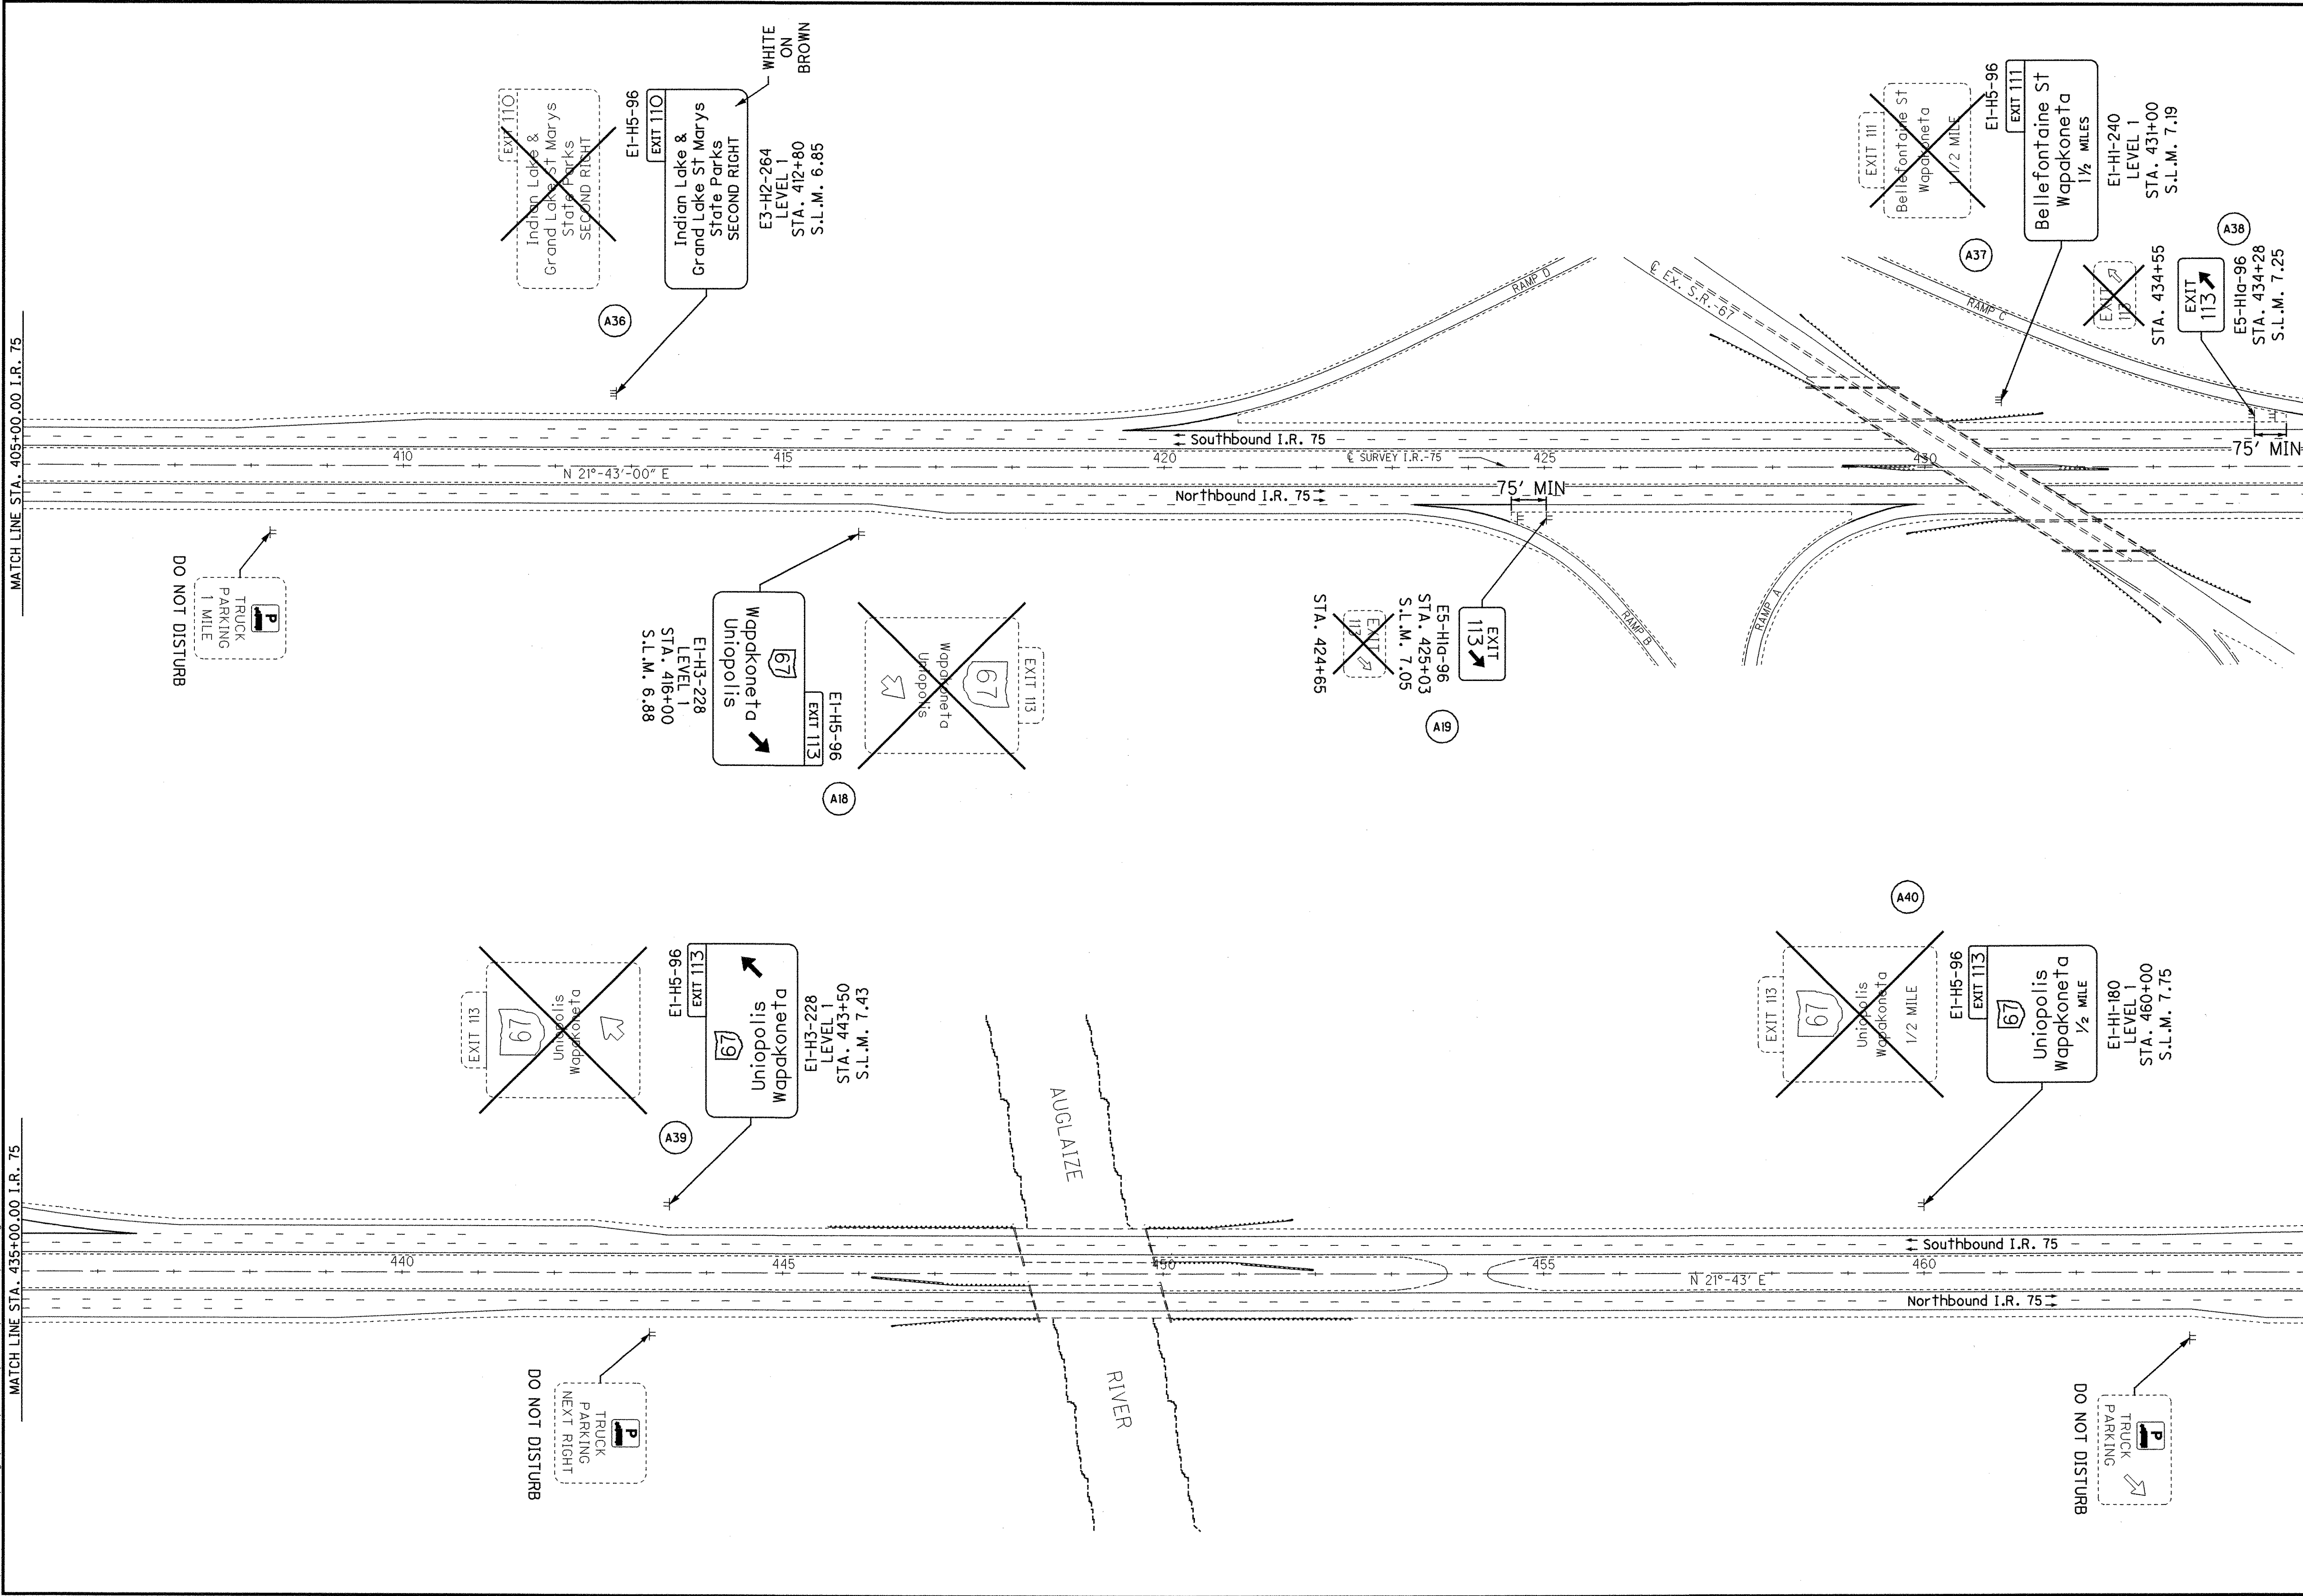 MATCH LINE STA. 405+00.00 I.R. 75
EXIT 110
Indian Lake &
Grand Lake St Marys
State Parks
SECOND RIGHT
E1-H5-96
EXIT 110
Indian Lake &
Grand Lake St Marys
State Parks
SECOND RIGHT
E3-H2-264
LEVEL 1
STA. 412+80
S.L.M. 6.85
WHITE
ON
BROWN
A36
EXIT 111
Bellefontaine St
Wapakoneta
1 1/2 MILE
E1-H5-96
EXIT 111
Bellefontaine St
Wapakoneta
1½ MILES
E1-H1-240
LEVEL 1
STA. 431+00
S.L.M. 7.19
A37
EXIT
113
STA. 434+55
EXIT
113
E5-H1a-96
STA. 434+28
S.L.M. 7.25
A38
RAMP D
℄ EX. S.R.-67
RAMP C
Southbound I.R. 75
75' MIN
410
415
420
425
430
N 21°-43'-00" E
℄ SURVEY I.R.-75
Northbound I.R. 75
75' MIN
RAMP B
RAMP A
TRUCK
PARKING
1 MILE
P
DO NOT DISTURB
E1-H5-96
EXIT 113
67
Wapakoneta
Uniopolis
E1-H3-228
LEVEL 1
STA. 416+00
S.L.M. 6.88
EXIT 113
67
Wapakoneta
Uniopolis
A18
EXIT
113
E5-H1a-96
STA. 425+03
S.L.M. 7.05
EXIT
113
STA. 424+65
A19
MATCH LINE STA. 435+00.00 I.R. 75
EXIT 113
67
Uniopolis
Wapakoneta
E1-H5-96
EXIT 113
67
Uniopolis
Wapakoneta
E1-H3-228
LEVEL 1
STA. 443+50
S.L.M. 7.43
A39
AUGLAIZE
RIVER
A40
EXIT 113
67
Uniopolis
Wapakoneta
1/2 MILE
E1-H5-96
EXIT 113
67
Uniopolis
Wapakoneta
½ MILE
E1-H1-180
LEVEL 1
STA. 460+00
S.L.M. 7.75
Southbound I.R. 75
440
445
450
455
460
N 21°-43' E
Northbound I.R. 75
P
TRUCK
PARKING
NEXT RIGHT
DO NOT DISTURB
P
TRUCK
PARKING
DO NOT DISTURB